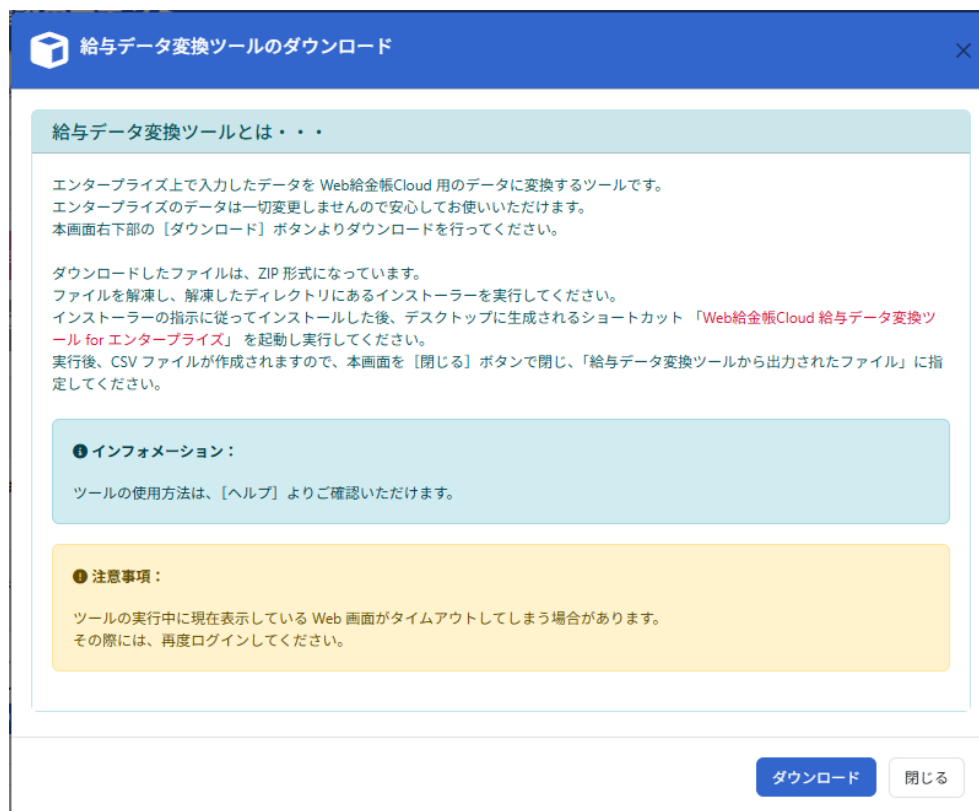 給与データ変換ツールのダウンロード
給与データ変換ツールとは・・・
エンタープライズ上で入力したデータを Web給金帳Cloud 用のデータに変換するツールです。
エンタープライズのデータは一切変更しませんので安心してお使いいただけます。
本画面右下部の［ダウンロード］ボタンよりダウンロードを行ってください。
ダウンロードしたファイルは、ZIP 形式になっています。
ファイルを解凍し、解凍したディレクトリにあるインストーラーを実行してください。
インストーラーの指示に従ってインストールした後、デスクトップに生成されるショートカット 「Web給金帳Cloud 給与データ変換ツ
ール for エンタープライズ」 を起動し実行してください。
実行後、CSV ファイルが作成されますので、本画面を［閉じる］ボタンで閉じ、「給与データ変換ツールから出力されたファイル」に指
定してください。
インフォメーション：
ツールの使用方法は、［ヘルプ］よりご確認いただけます。
注意事項：
ツールの実行中に現在表示している Web 画面がタイムアウトしてしまう場合があります。
その際には、再度ログインしてください。
ダウンロード
閉じる